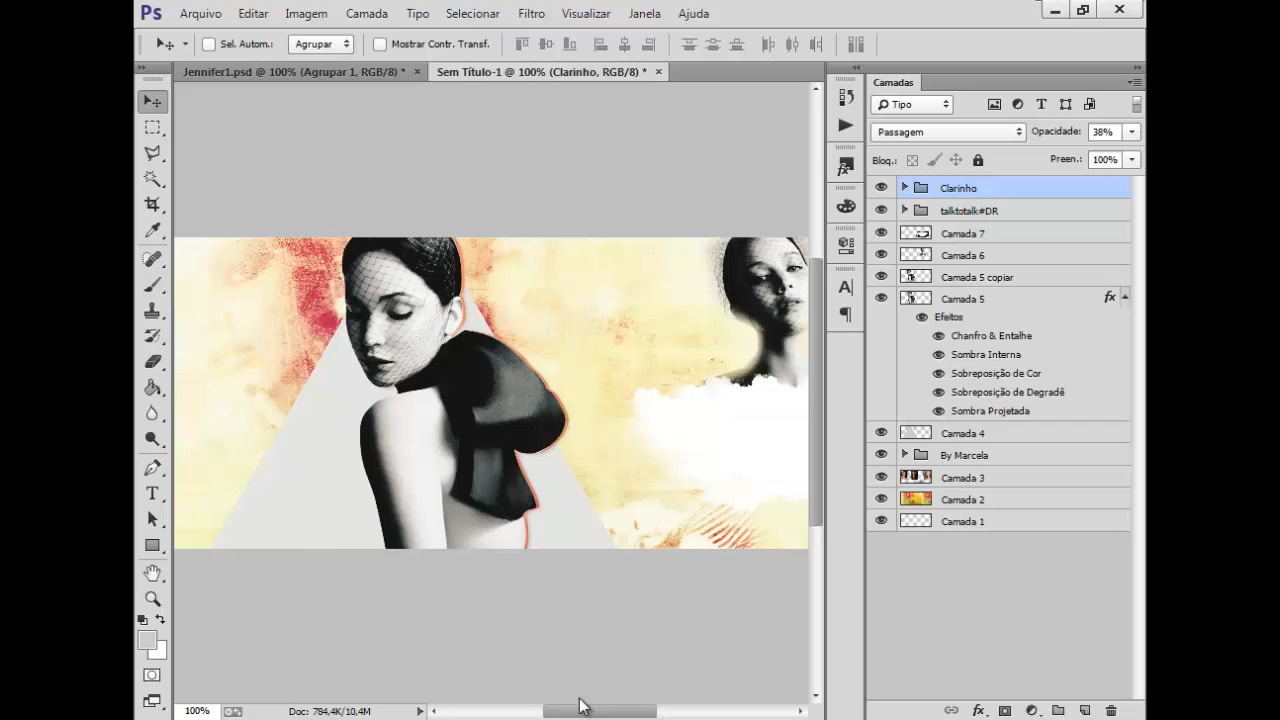 Ps Arquivo Editar Imagem Camada Tipo Selecionar Filtro Visualizar Janela Ajuda
Sel. Autom.: Agrupar Mostrar Contr. Transf.
Jennifer1.psd @ 100% (Agrupar 1, RGB/8) * × Sem Título-1 @ 100% (Clarinho, RGB/8) * ×
Camadas
Tipo
Passagem Opacidade: 38%
Bloq.: Preen.: 100%
Clarinho
talktotalk#DR
Camada 7
Camada 6
Camada 5 copiar
Camada 5 fx
Efeitos
Chanfro & Entalhe
Sombra Interna
Sobreposição de Cor
Sobreposição de Degradê
Sombra Projetada
Camada 4
By Marcela
Camada 3
Camada 2
Camada 1
100% Doc: 784,4K/10,4M